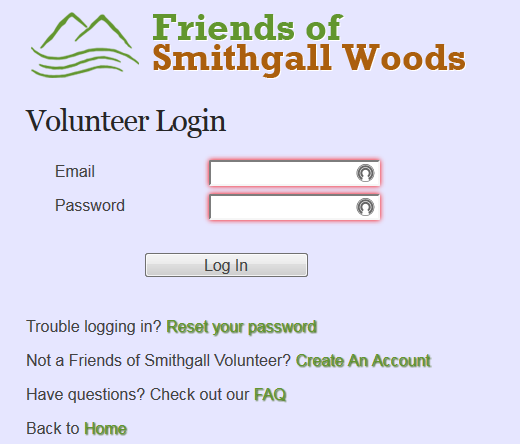 Friends of
Smithgall Woods
Volunteer Login
Email
Password
Log In
Trouble logging in? Reset your password
Not a Friends of Smithgall Volunteer? Create An Account
Have questions? Check out our FAQ
Back to Home